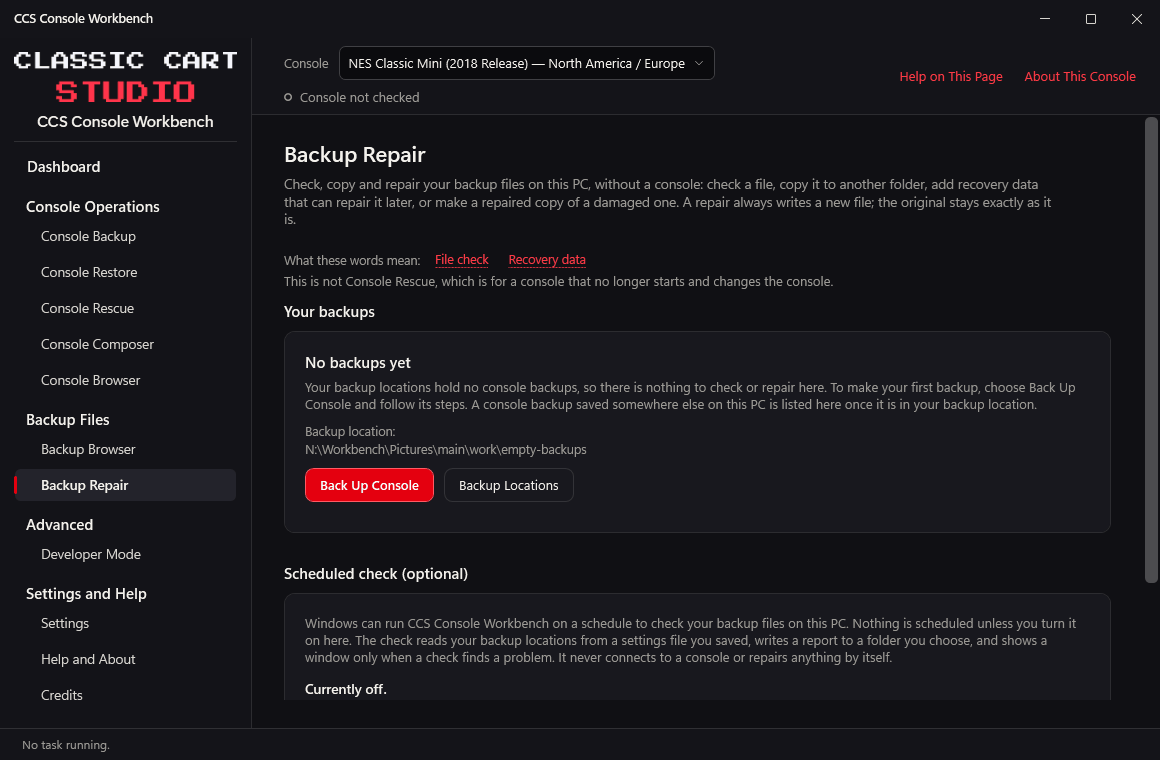 CCS Console Workbench
CLASSIC CART
STUDIO
CCS Console Workbench
Dashboard
Console Operations
Console Backup
Console Restore
Console Rescue
Console Composer
Console Browser
Backup Files
Backup Browser
Backup Repair
Advanced
Developer Mode
Settings and Help
Settings
Help and About
Credits
Console
NES Classic Mini (2018 Release) — North America / Europe
Console not checked
Help on This Page
About This Console
Backup Repair
Check, copy and repair your backup files on this PC, without a console: check a file, copy it to another folder, add recovery data
that can repair it later, or make a repaired copy of a damaged one. A repair always writes a new file; the original stays exactly as it
is.
What these words mean:
File check
Recovery data
This is not Console Rescue, which is for a console that no longer starts and changes the console.
Your backups
No backups yet
Your backup locations hold no console backups, so there is nothing to check or repair here. To make your first backup, choose Back Up
Console and follow its steps. A console backup saved somewhere else on this PC is listed here once it is in your backup location.
Backup location:
N:\Workbench\Pictures\main\work\empty-backups
Back Up Console
Backup Locations
Scheduled check (optional)
Windows can run CCS Console Workbench on a schedule to check your backup files on this PC. Nothing is scheduled unless you turn it
on here. The check reads your backup locations from a settings file you saved, writes a report to a folder you choose, and shows a
window only when a check finds a problem. It never connects to a console or repairs anything by itself.
Currently off.
No task running.